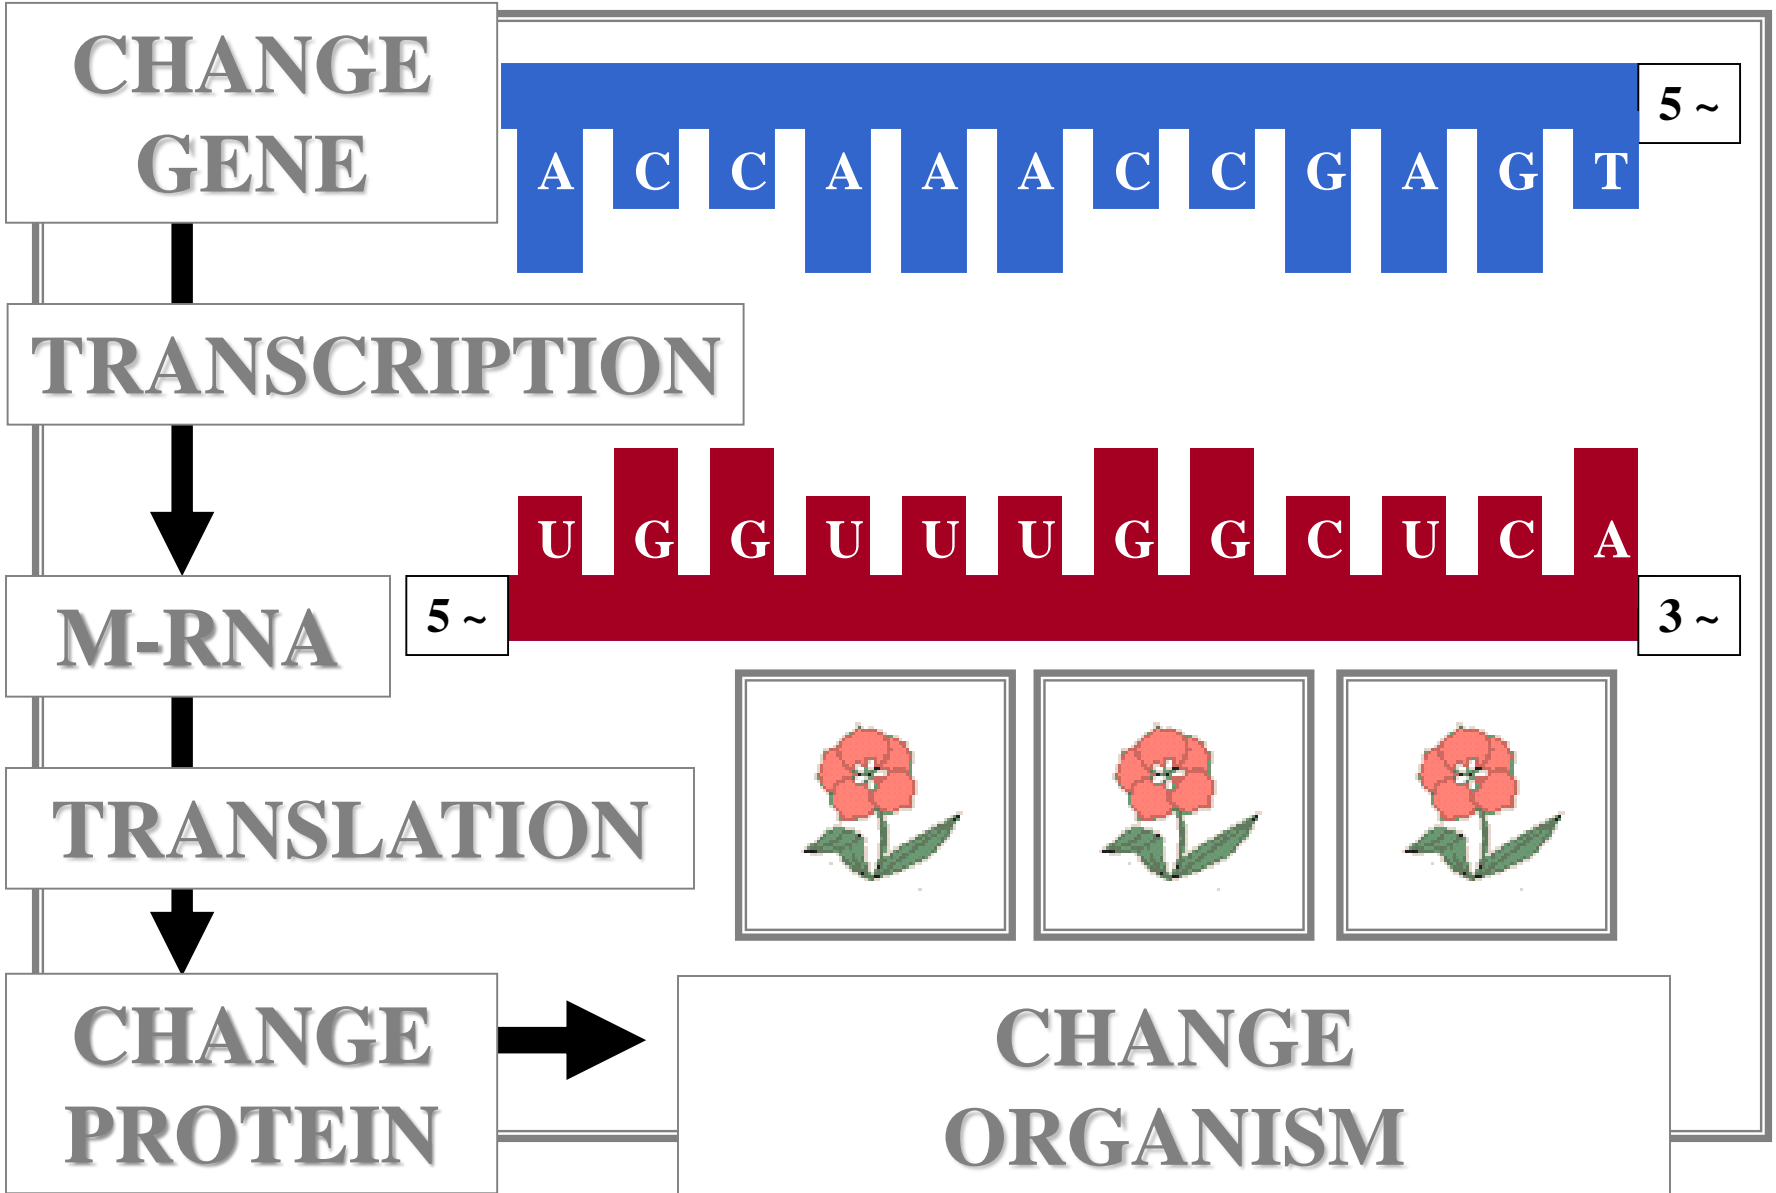 CHANGE
GENE
5 ~
A C C A A A C C G A G T
TRANSCRIPTION
U G G U U U G G C U C A
M-RNA
5 ~
3 ~
TRANSLATION
CHANGE
PROTEIN
CHANGE
ORGANISM